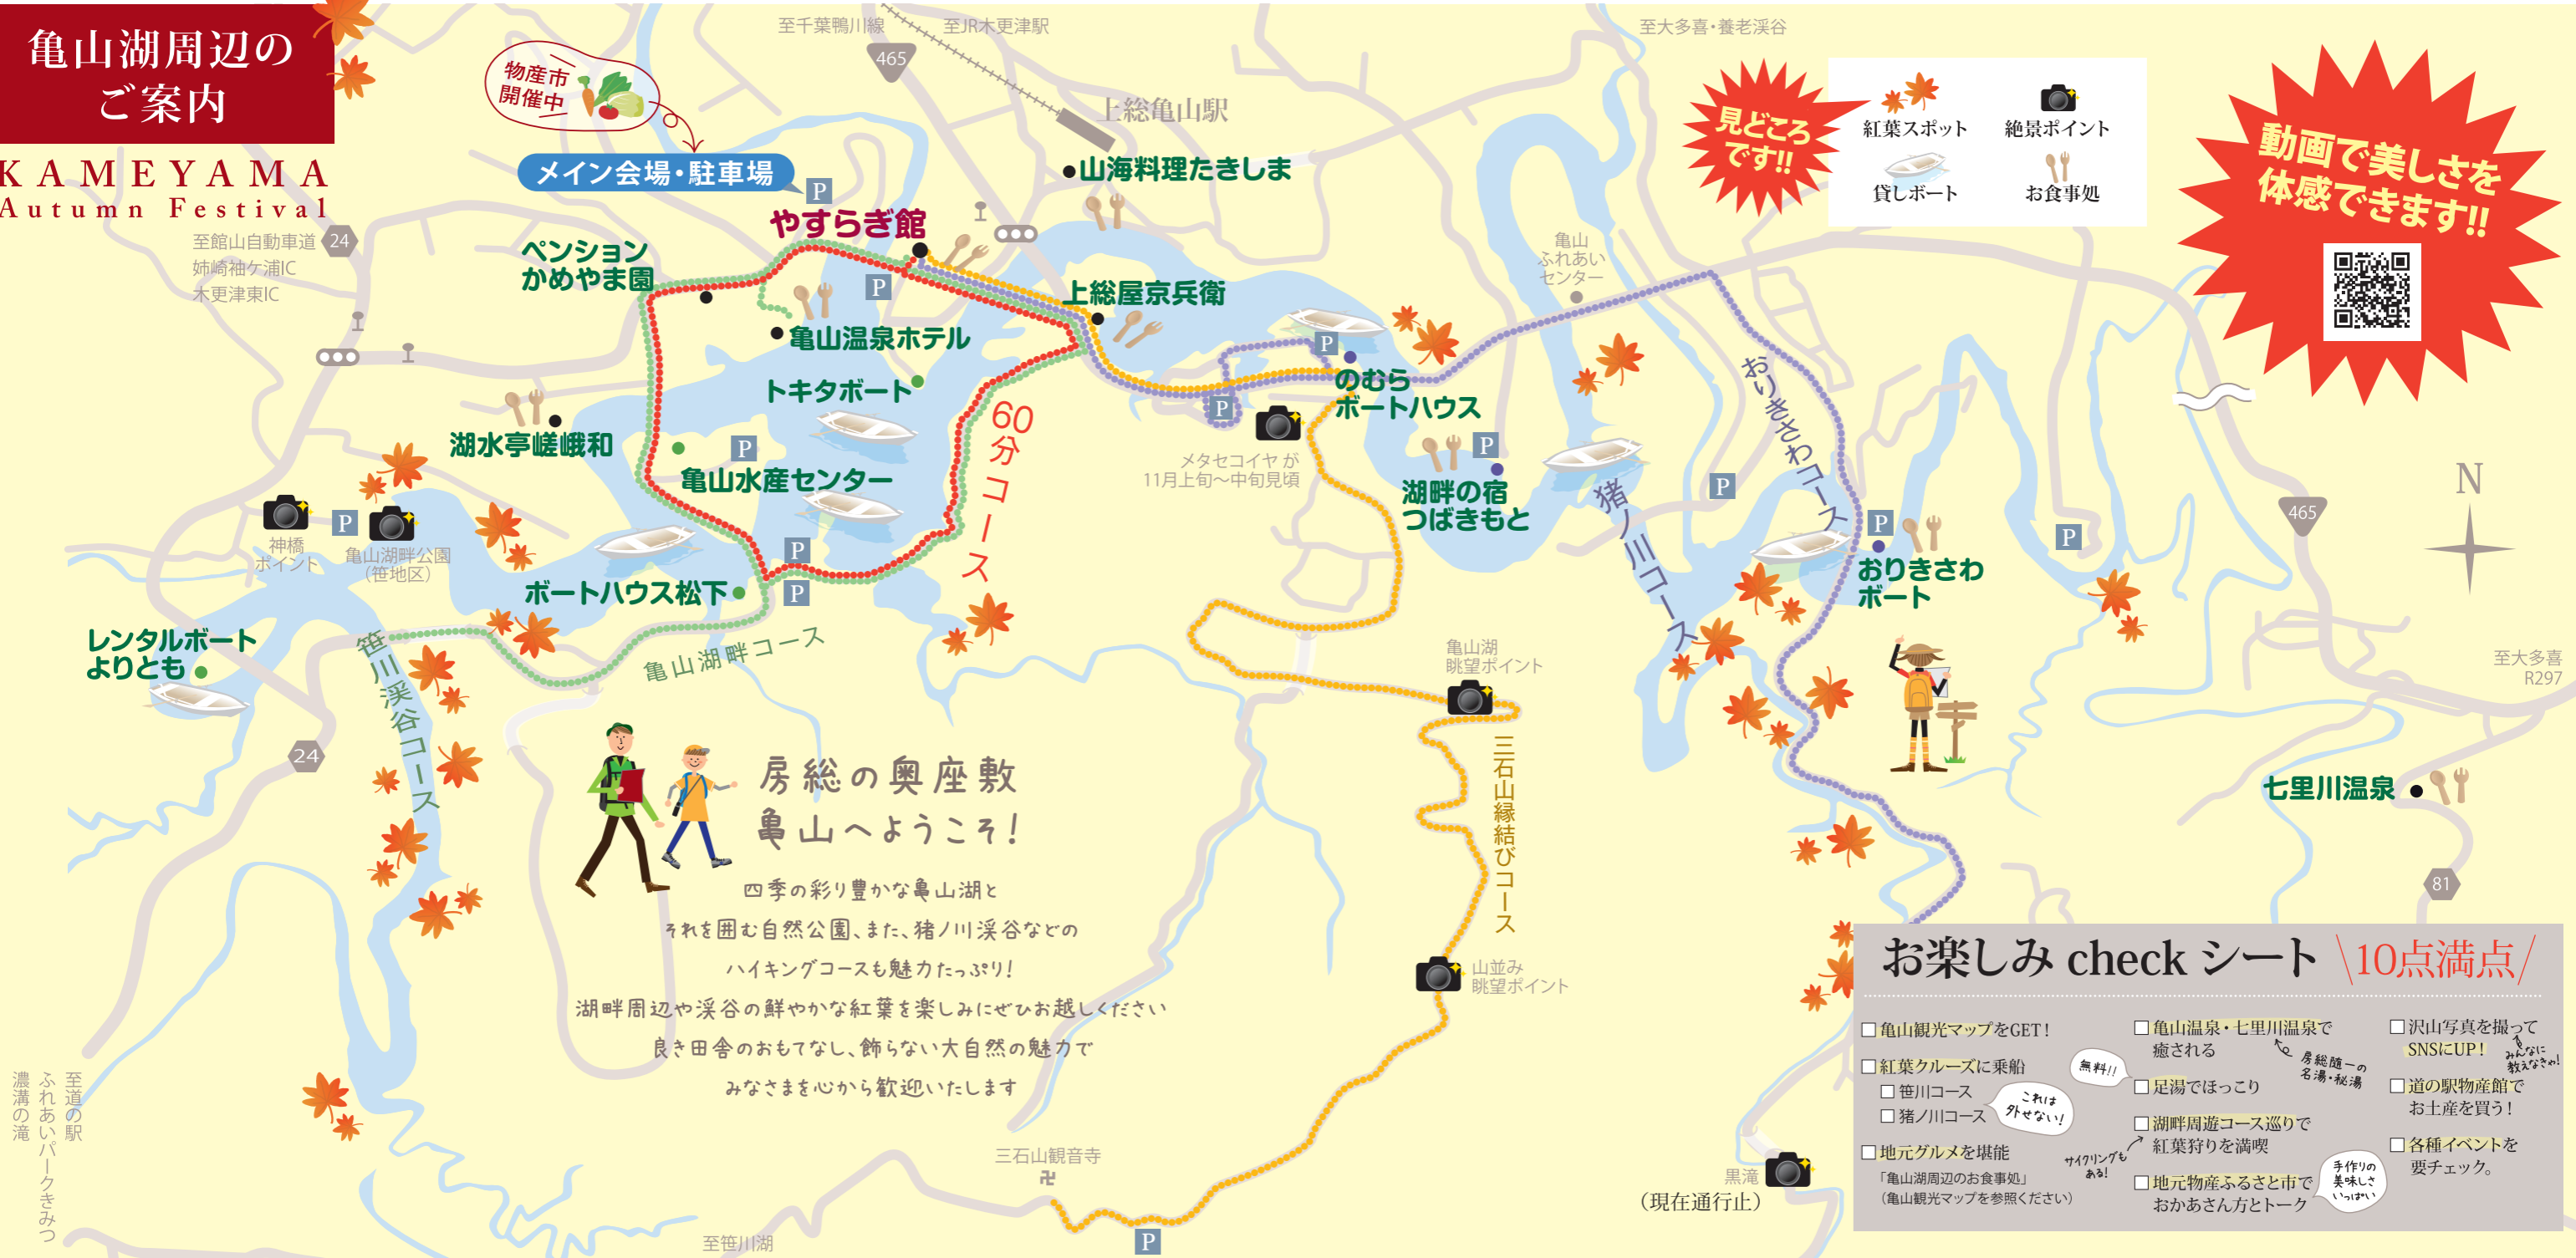 亀山湖周辺の
ご案内
KAMEYAMA
Autumn Festival
物産市
開催中
メイン会場・駐車場
P
やすらぎ館
至千葉鴨川線
至JR木更津駅
465
上総亀山駅
山海料理たきしま
至大多喜・養老渓谷
見どころ
です!!
紅葉スポット
絶景ポイント
貸しボート
お食事処
動画で美しさを
体感できます!!
至館山自動車道
姉崎袖ケ浦IC
木更津東IC
24
ペンション
かめやま園
P
上総屋京兵衛
亀山
ふれあい
センター
亀山温泉ホテル
トキタボート
60分コース
P
のむら
ボートハウス
P
メタセコイヤ が
11月上旬～中旬見頃
おりきさわコース
湖水亭嵯峨和
P
亀山水産センター
P
湖畔の宿
つばきもと
猪ノ川コース
P
P
おりきさわ
ボート
P
465
N
神橋
ポイント
P
亀山湖畔公園
（笹地区）
P
P
ボートハウス松下
亀山湖畔コース
レンタルボート
よりとも
笹川渓谷コース
24
亀山湖
眺望ポイント
三石山縁結びコース
至大多喜
R297
七里川温泉
81
房総の奥座敷
亀山へようこそ！
四季の彩り豊かな亀山湖と
それを囲む自然公園、また、猪ノ川渓谷などの
ハイキングコースも魅力たっぷり！
湖畔周辺や渓谷の鮮やかな紅葉を楽しみにぜひお越しください
良き田舎のおもてなし、飾らない大自然の魅力で
みなさまを心から歓迎いたします
山並み
眺望ポイント
至道の駅
ふれあいパークきみつ
濃溝の滝
三石山観音寺
卍
至笹川湖
P
黒滝
（現在通行止）
お楽しみ check シート
10点満点
□ 亀山観光マップをGET！
□ 紅葉クルーズに乗船
□ 笹川コース
□ 猪ノ川コース
これは
外せない！
□ 地元グルメを堪能
「亀山湖周辺のお食事処」
（亀山観光マップを参照ください）
□ 亀山温泉・七里川温泉で
癒される
房総随一の
名湯・秘湯
無料!!
□ 足湯でほっこり
□ 湖畔周遊コース巡りで
紅葉狩りを満喫
サイクリングも
ある！
□ 地元物産ふるさと市で
おかあさん方とトーク
手作りの
美味しさ
いっぱい
□ 沢山写真を撮って
SNSにUP！
みんなに
教えなきゃ!
□ 道の駅物産館で
お土産を買う！
□ 各種イベントを
要チェック。